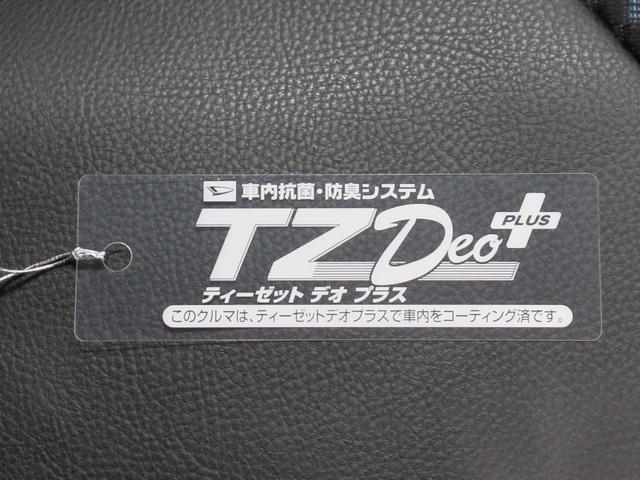 車内抗菌・防臭システム
TZ Deo PLUS
ティーゼット デオ プラス
このクルマは、ティーゼットデオプラスで車内をコーティング済です。